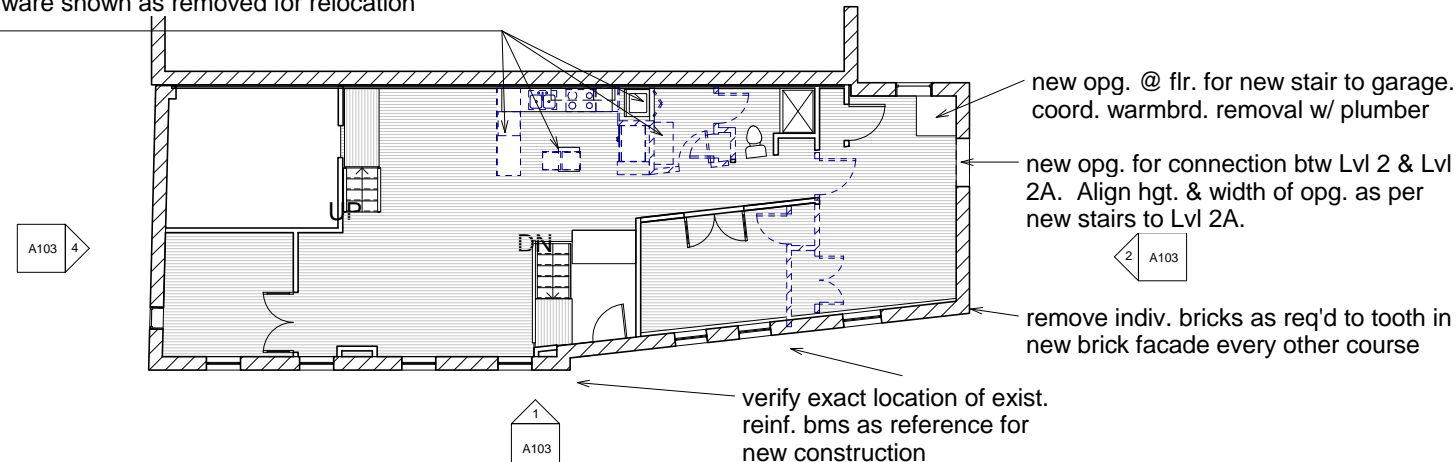 ware shown as removed for relocation
new opg. @ flr. for new stair to garage.
coord. warmbrd. removal w/ plumber
new opg. for connection btw Lvl 2 & Lvl
2A. Align hgt. & width of opg. as per
new stairs to Lvl 2A.
UP
DN
A103 4
2 A103
remove indiv. bricks as req'd to tooth in
new brick facade every other course
verify exact location of exist.
reinf. bms as reference for
new construction
1
A103